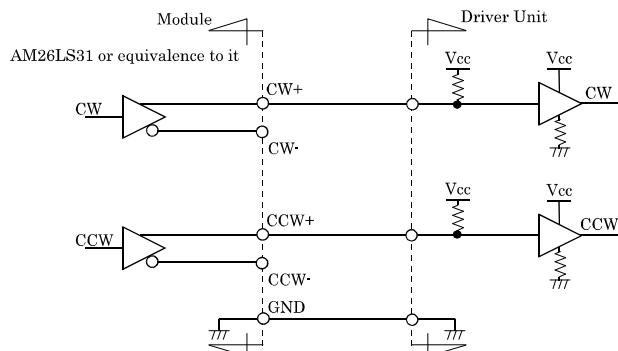 Module
Driver Unit
AM26LS31 or equivalence to it
Vcc
Vcc
CW+
CW
CW
CW-
Vcc
Vcc
CCW+
CCW
CCW
CCW-
GND